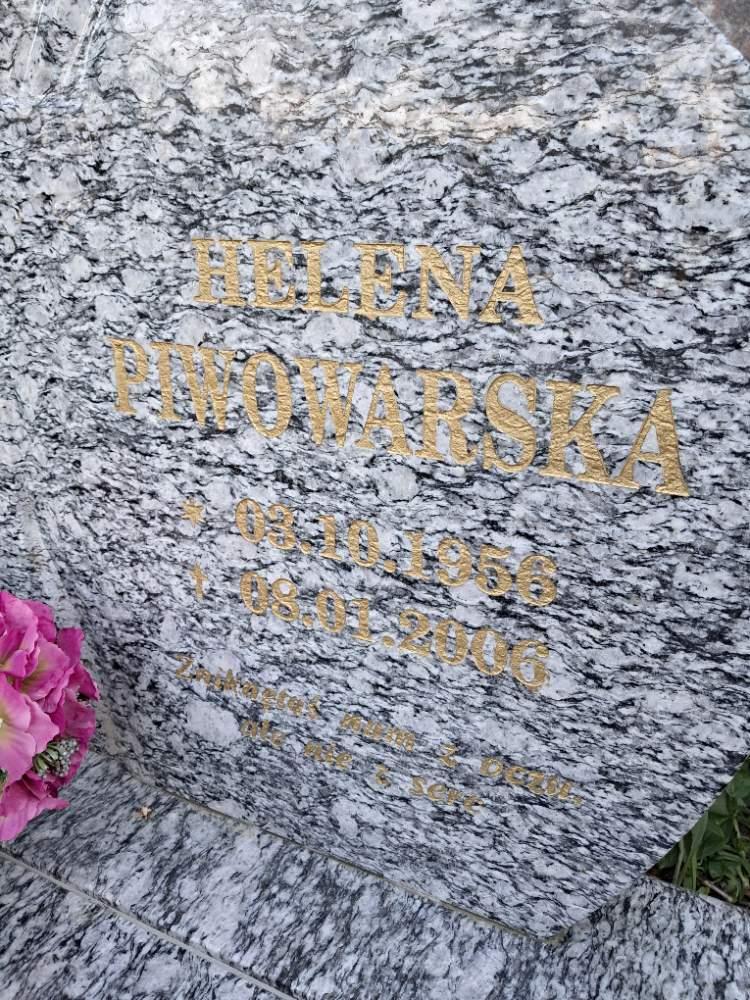 HELENA
PIWOWARSKA
* 03.10.1956
† 08.01.2006
Zniknęłaś nam z oczu,
ale nie z serc